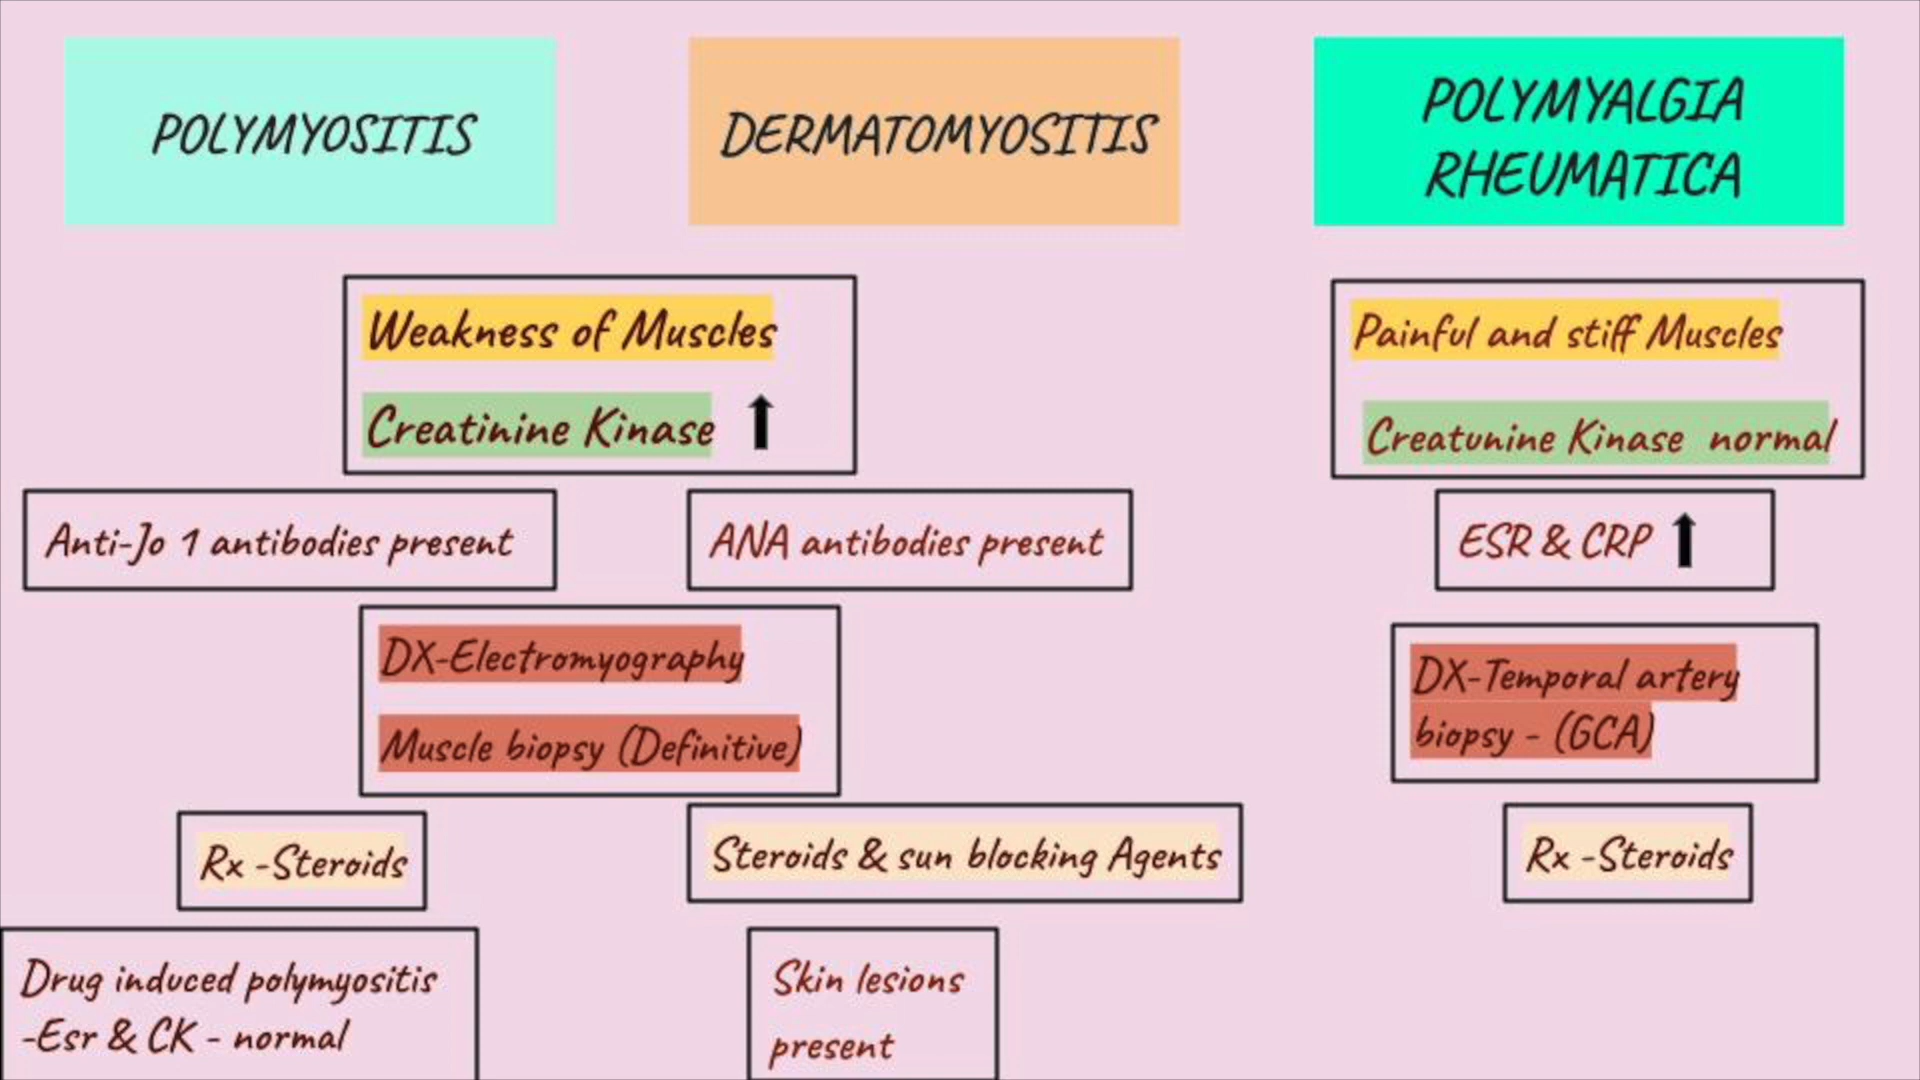 POLYMYOSITIS
DERMATOMYOSITIS
POLYMYALGIA
RHEUMATICA
Weakness of Muscles
Creatinine Kinase
Painful and stiff Muscles
Creatunine Kinase normal
Anti-Jo 1 antibodies present
ANA antibodies present
ESR & CRP
DX-Electromyography
Muscle biopsy (Definitive)
DX-Temporal artery
biopsy - (GCA)
Rx -Steroids
Steroids & sun blocking Agents
Rx -Steroids
Drug induced polymyositis
-Esr & CK - normal
Skin lesions
present